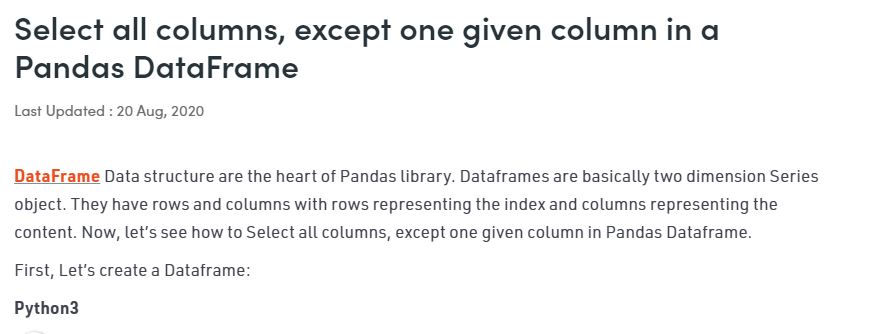 Select all columns, except one given column in a
Pandas DataFrame
Last Updated : 20 Aug, 2020
DataFrame Data structure are the heart of Pandas library. Dataframes are basically two dimension Series
object. They have rows and columns with rows representing the index and columns representing the
content. Now, let’s see how to Select all columns, except one given column in Pandas Dataframe.
First, Let’s create a Dataframe:
Python3